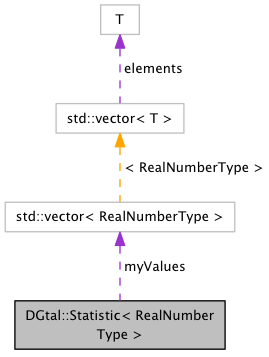 T
elements
std::vector< T >
< RealNumberType >
std::vector< RealNumberType >
myValues
DGtal::Statistic< RealNumber
Type >